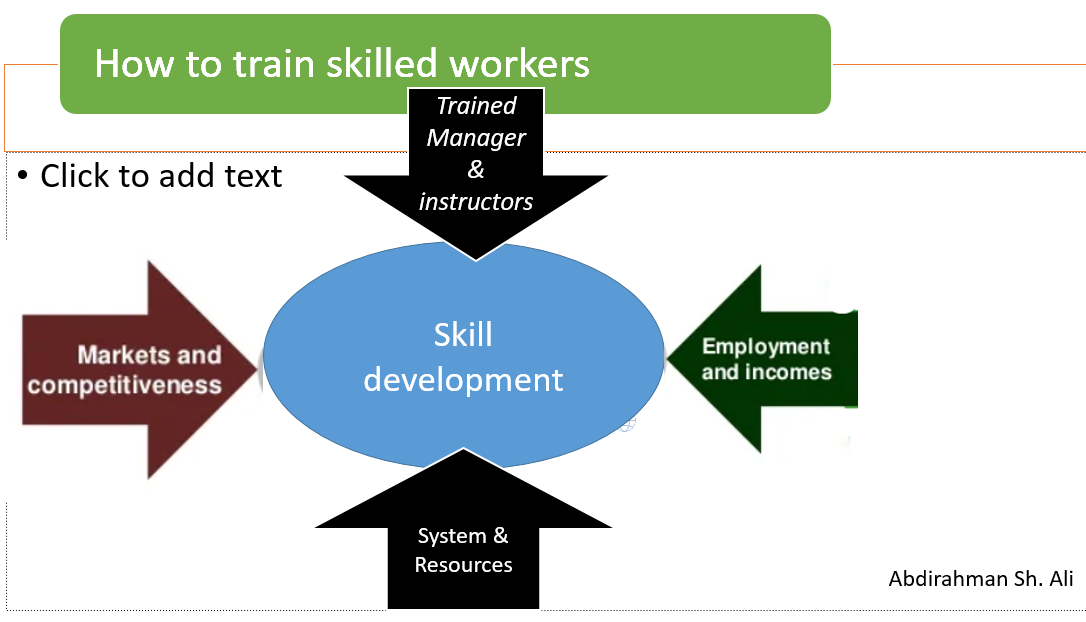 How to train skilled workers
Trained
Manager
&
instructors
• Click to add text
Skill
development
Markets and
competitiveness
Employment
and incomes
System &
Resources
Abdirahman Sh. Ali